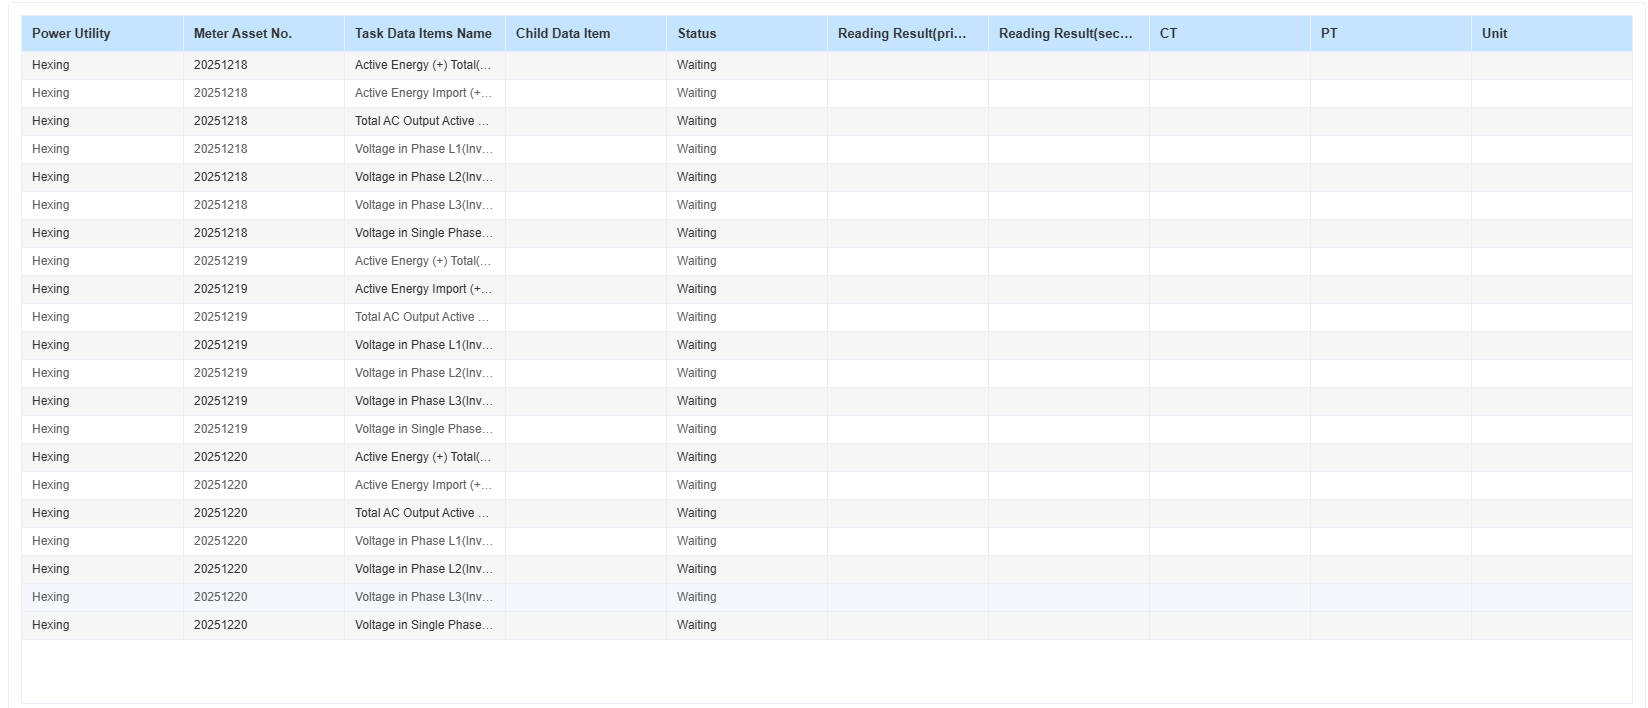 Power Utility Meter Asset No. Task Data Items Name Child Data Item Status Reading Result(pri... Reading Result(sec... CT PT Unit
Hexing 20251218 Active Energy (+) Total(... Waiting
Hexing 20251218 Active Energy Import (+... Waiting
Hexing 20251218 Total AC Output Active ... Waiting
Hexing 20251218 Voltage in Phase L1(Inv... Waiting
Hexing 20251218 Voltage in Phase L2(Inv... Waiting
Hexing 20251218 Voltage in Phase L3(Inv... Waiting
Hexing 20251218 Voltage in Single Phase... Waiting
Hexing 20251219 Active Energy (+) Total(... Waiting
Hexing 20251219 Active Energy Import (+... Waiting
Hexing 20251219 Total AC Output Active ... Waiting
Hexing 20251219 Voltage in Phase L1(Inv... Waiting
Hexing 20251219 Voltage in Phase L2(Inv... Waiting
Hexing 20251219 Voltage in Phase L3(Inv... Waiting
Hexing 20251219 Voltage in Single Phase... Waiting
Hexing 20251220 Active Energy (+) Total(... Waiting
Hexing 20251220 Active Energy Import (+... Waiting
Hexing 20251220 Total AC Output Active ... Waiting
Hexing 20251220 Voltage in Phase L1(Inv... Waiting
Hexing 20251220 Voltage in Phase L2(Inv... Waiting
Hexing 20251220 Voltage in Phase L3(Inv... Waiting
Hexing 20251220 Voltage in Single Phase... Waiting